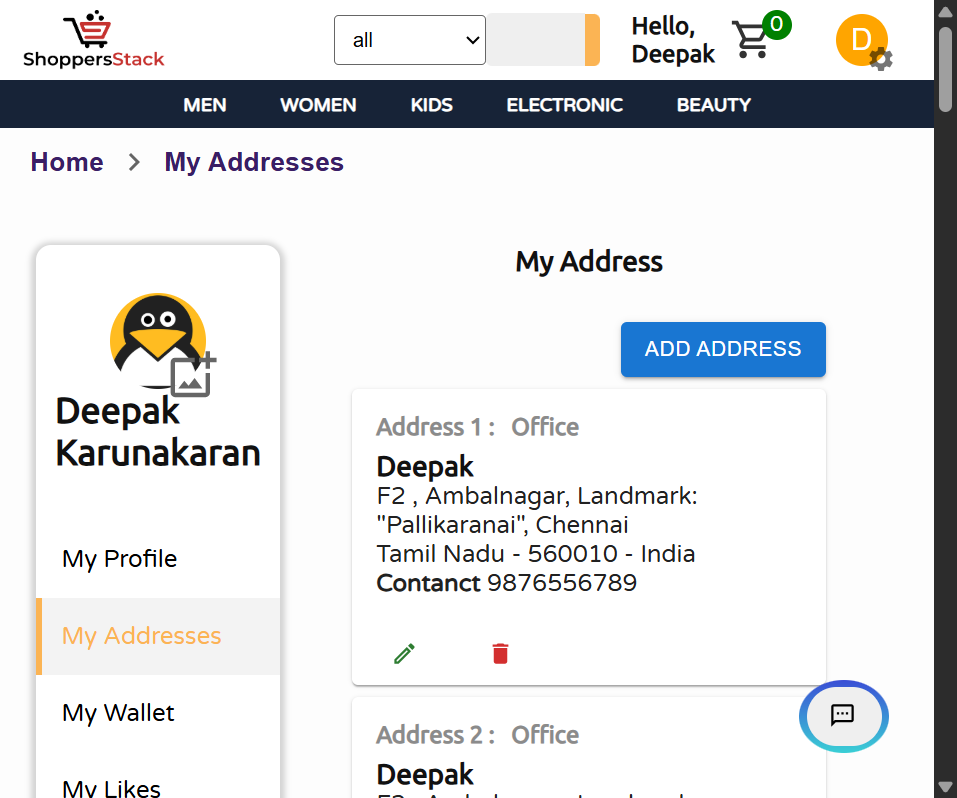 ShoppersStack
all
Hello,
Deepak
0
D
MEN WOMEN KIDS ELECTRONIC BEAUTY
Home > My Addresses
Deepak
Karunakaran
My Profile
My Addresses
My Wallet
My Likes
My Address
ADD ADDRESS
Address 1 : Office
Deepak
F2 , Ambalnagar, Landmark:
"Pallikaranai", Chennai
Tamil Nadu - 560010 - India
Contanct 9876556789
Address 2 : Office
Deepak